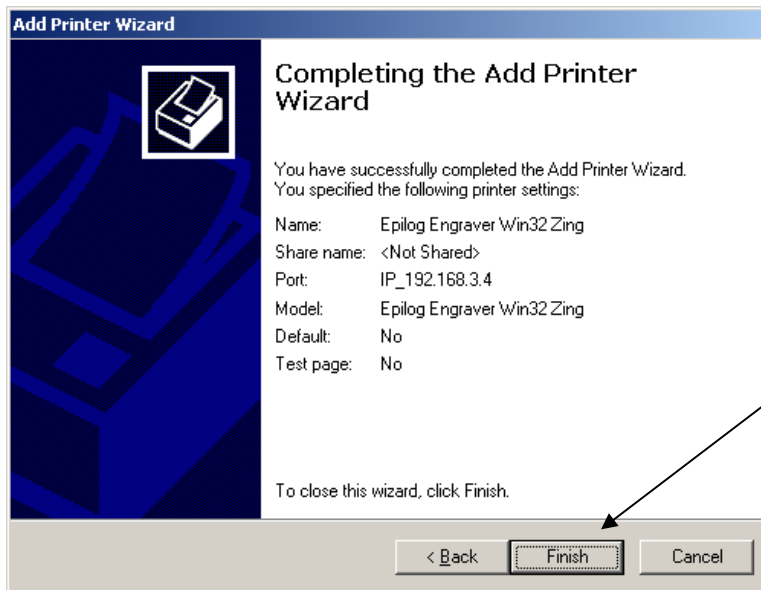 Add Printer Wizard
Completing the Add Printer
Wizard
You have successfully completed the Add Printer Wizard.
You specified the following printer settings:
Name: Epilog Engraver Win32 Zing
Share name: <Not Shared>
Port: IP_192.168.3.4
Model: Epilog Engraver Win32 Zing
Default: No
Test page: No
To close this wizard, click Finish.
< Back Finish Cancel